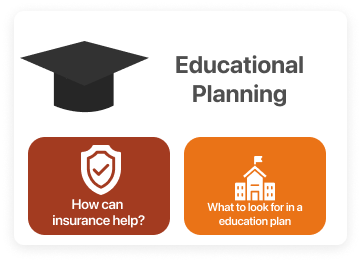 Educational
Planning
How can
insurance help?
What to look for in a
education plan